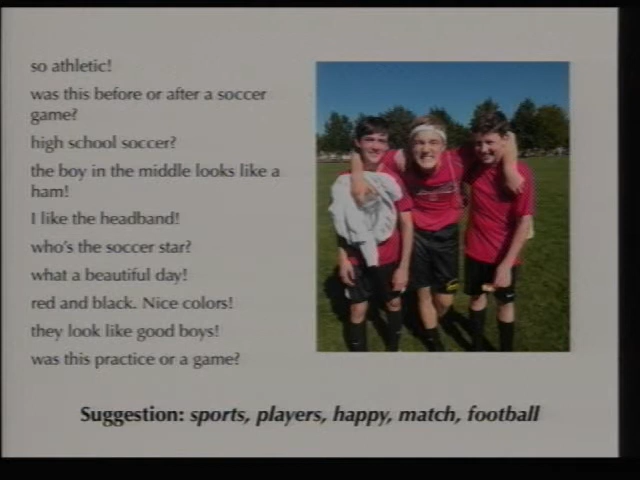 so athletic!
was this before or after a soccer
game?
high school soccer?
the boy in the middle looks like a
ham!
I like the headband!
who's the soccer star?
what a beautiful day!
red and black. Nice colors!
they look like good boys!
was this practice or a game?
Suggestion: sports, players, happy, match, football